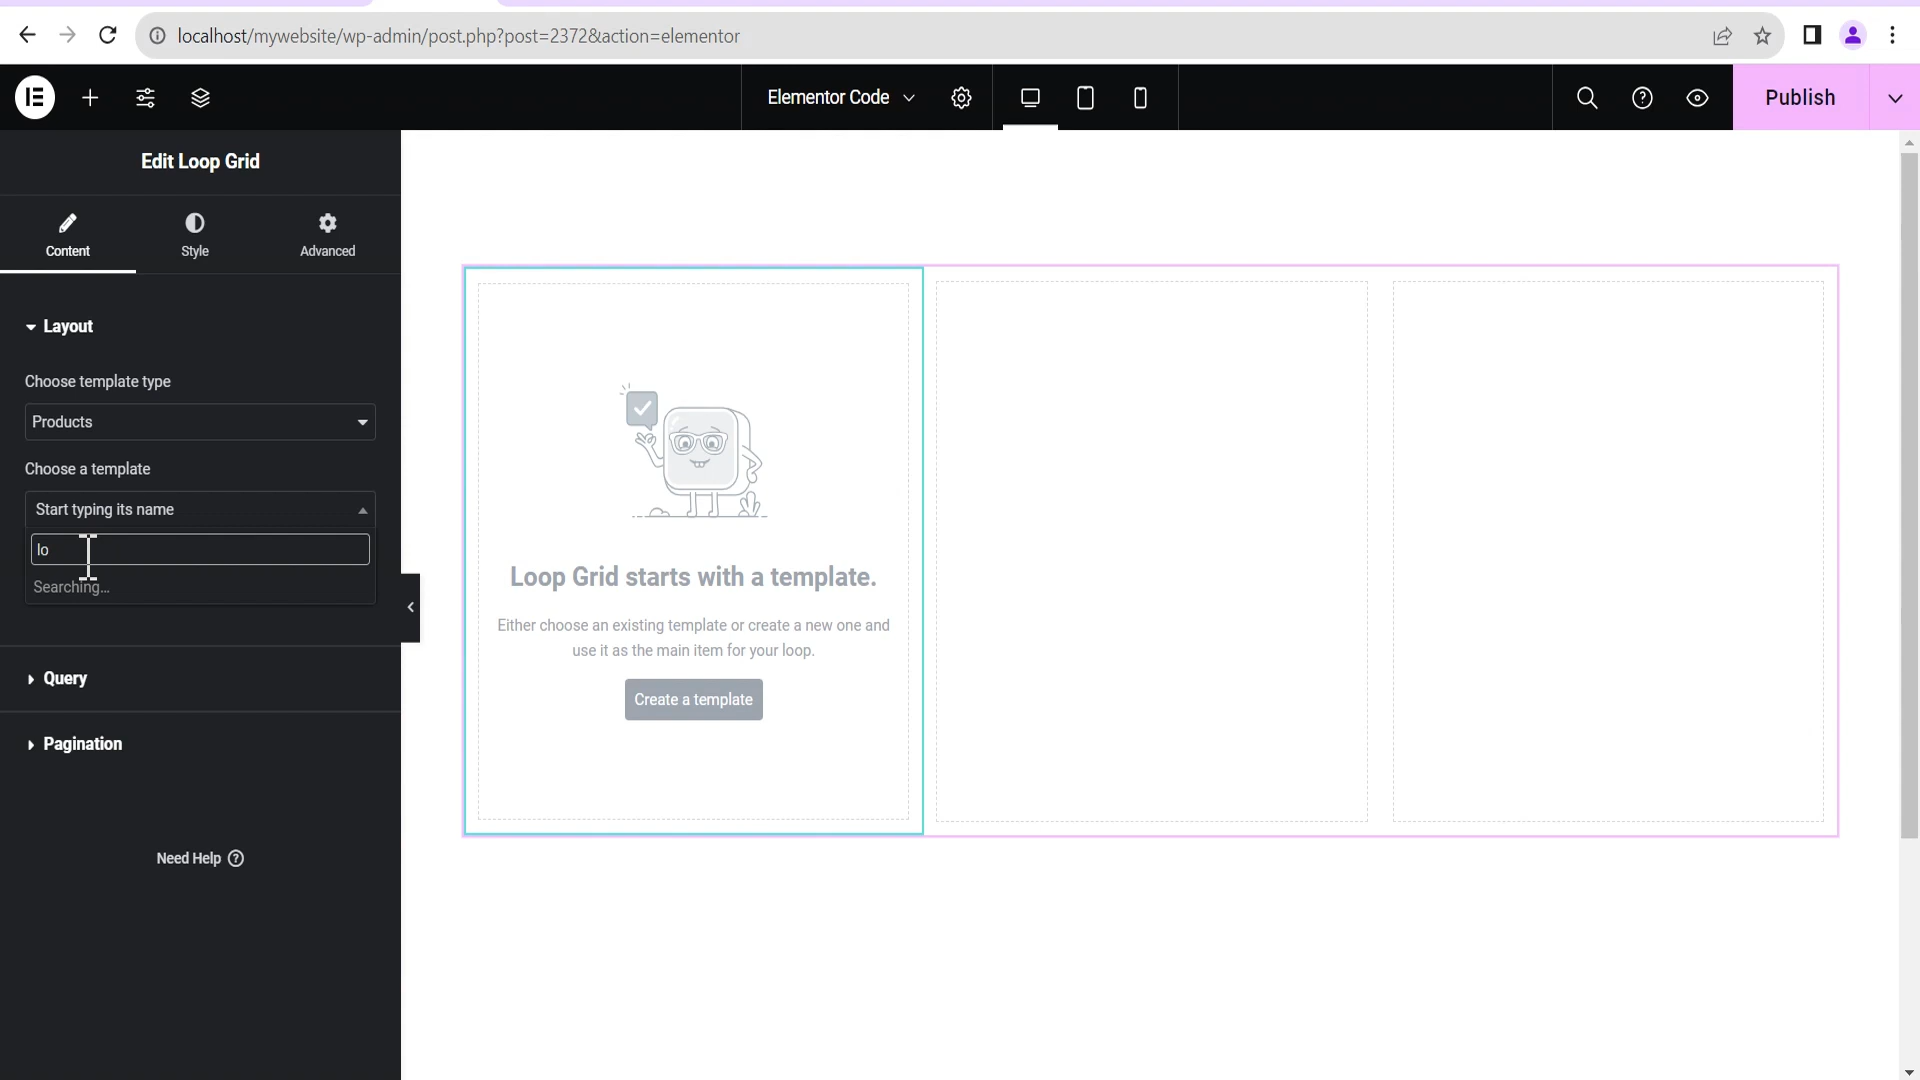 localhost/mywebsite/wp-admin/post.php?post=2372&action=elementor
Elementor Code
Publish
Edit Loop Grid
Content
Style
Advanced
Layout
Choose template type
Products
Choose a template
Start typing its name
lo
Searching...
Query
Pagination
Need Help
Loop Grid starts with a template.
Either choose an existing template or create a new one and
use it as the main item for your loop.
Create a template